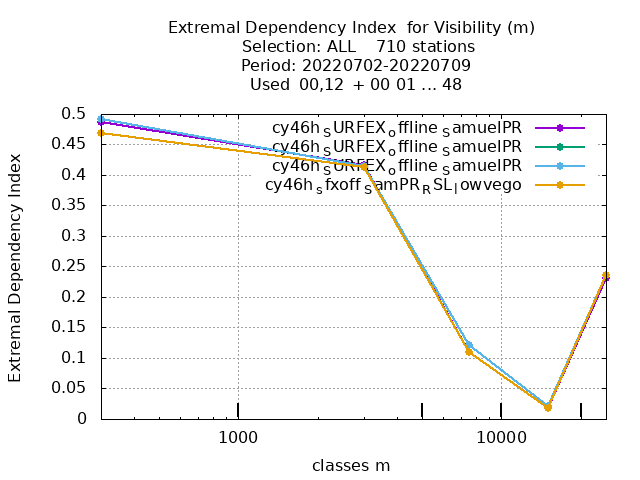 Extremal Dependency Index  for Visibility (m)
Selection: ALL    710 stations
Period: 20220702-20220709
Used  00,12  + 00 01 ... 48
cy46h_SURFEX_offline_SamuelPR
cy46h_SURFEX_offline_SamuelPR
cy46h_SURFEX_offline_SamuelPR
cy46h_sfxoff_SamPR_RSL_lowvego
0.5
0.45
0.4
0.35
0.3
0.25
0.2
0.15
0.1
0.05
0
Extremal Dependency Index
1000
10000
classes m